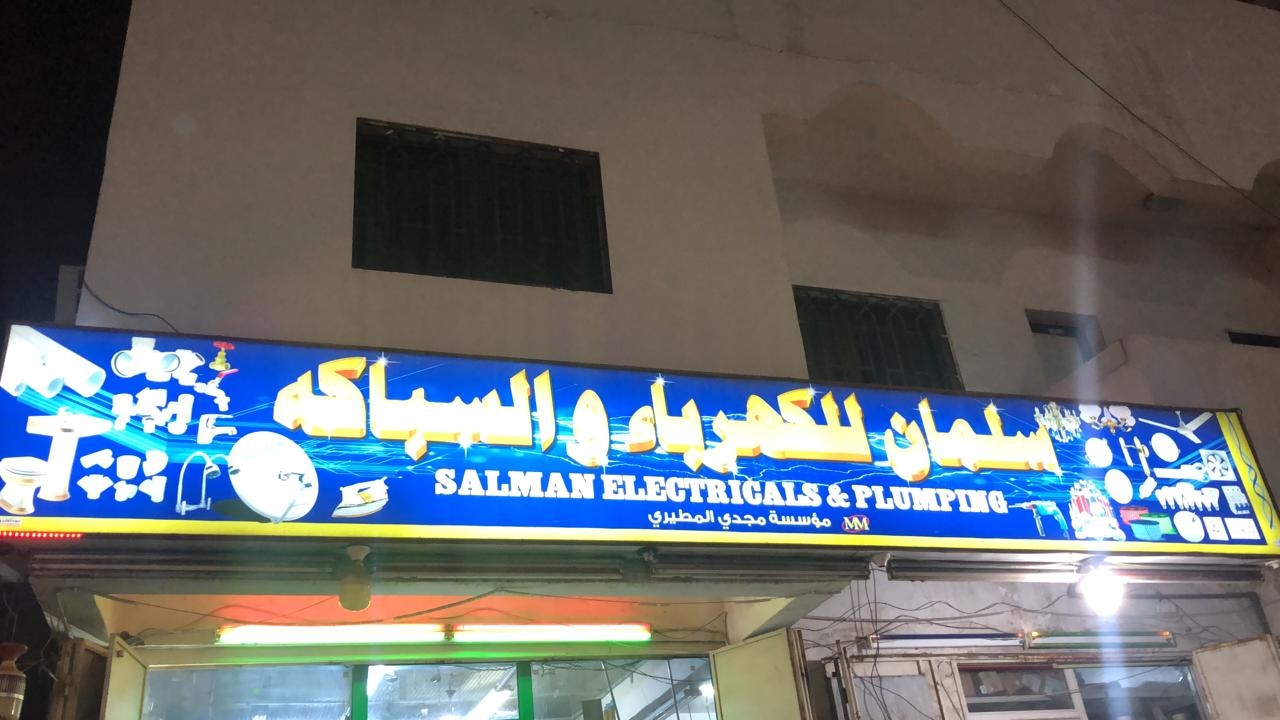 سلمان للكهرباء و السباكه
SALMAN ELECTRICALS & PLUMPING
مؤسسة مجدي المطيري MM